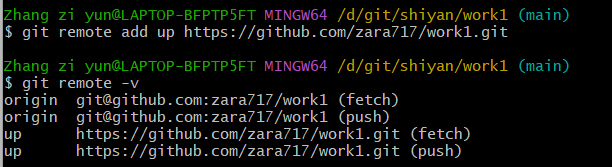 Zhang zi yun@LAPTOP-BFPTP5FT MINGW64 /d/git/shiyan/work1 (main)
$ git remote add up https://github.com/zara717/work1.git
Zhang zi yun@LAPTOP-BFPTP5FT MINGW64 /d/git/shiyan/work1 (main)
$ git remote -v
origin  git@github.com:zara717/work1 (fetch)
origin  git@github.com:zara717/work1 (push)
up      https://github.com/zara717/work1.git (fetch)
up      https://github.com/zara717/work1.git (push)